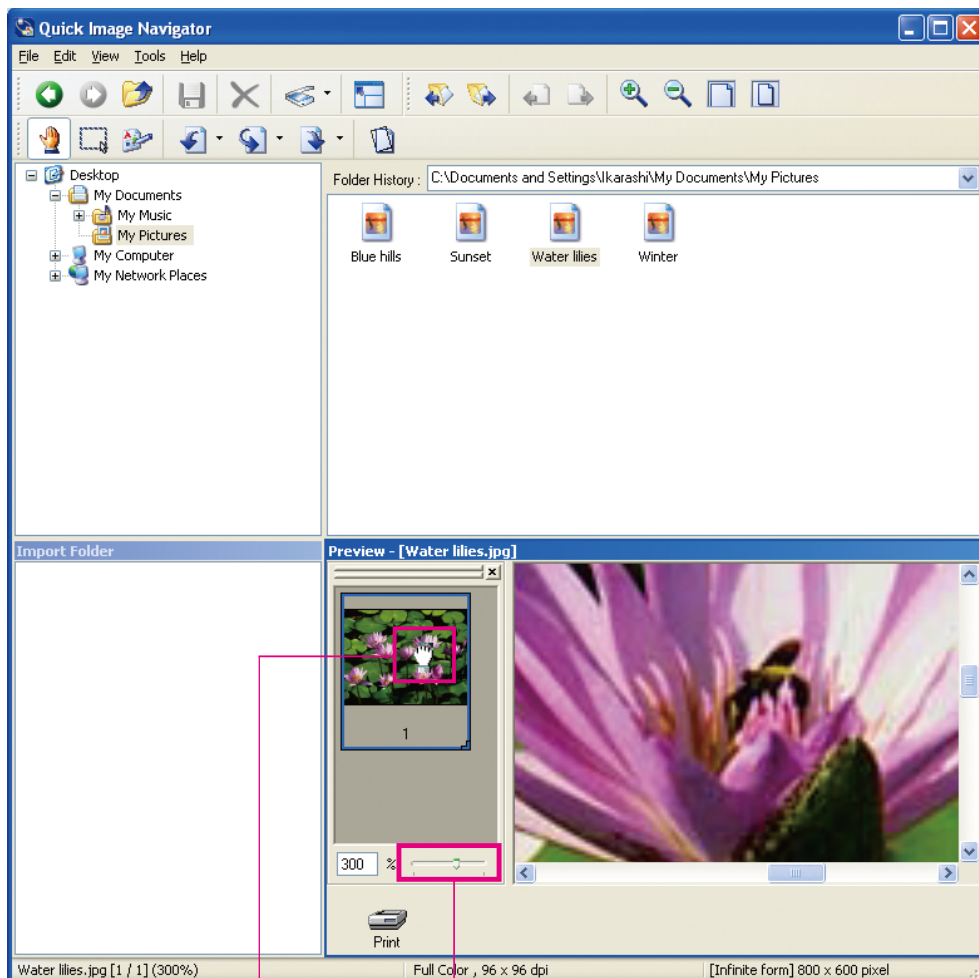 Quick Image Navigator
File Edit View Tools Help
Desktop
My Documents
My Music
My Pictures
My Computer
My Network Places
Folder History : C:\Documents and Settings\Ikarashi\My Documents\My Pictures
Blue hills Sunset Water lilies Winter
Import Folder
Preview - [Water lilies.jpg]
1
300 %
Print
Water lilies.jpg [1 / 1] (300%) Full Color , 96 x 96 dpi [Infinite form] 800 x 600 pixel